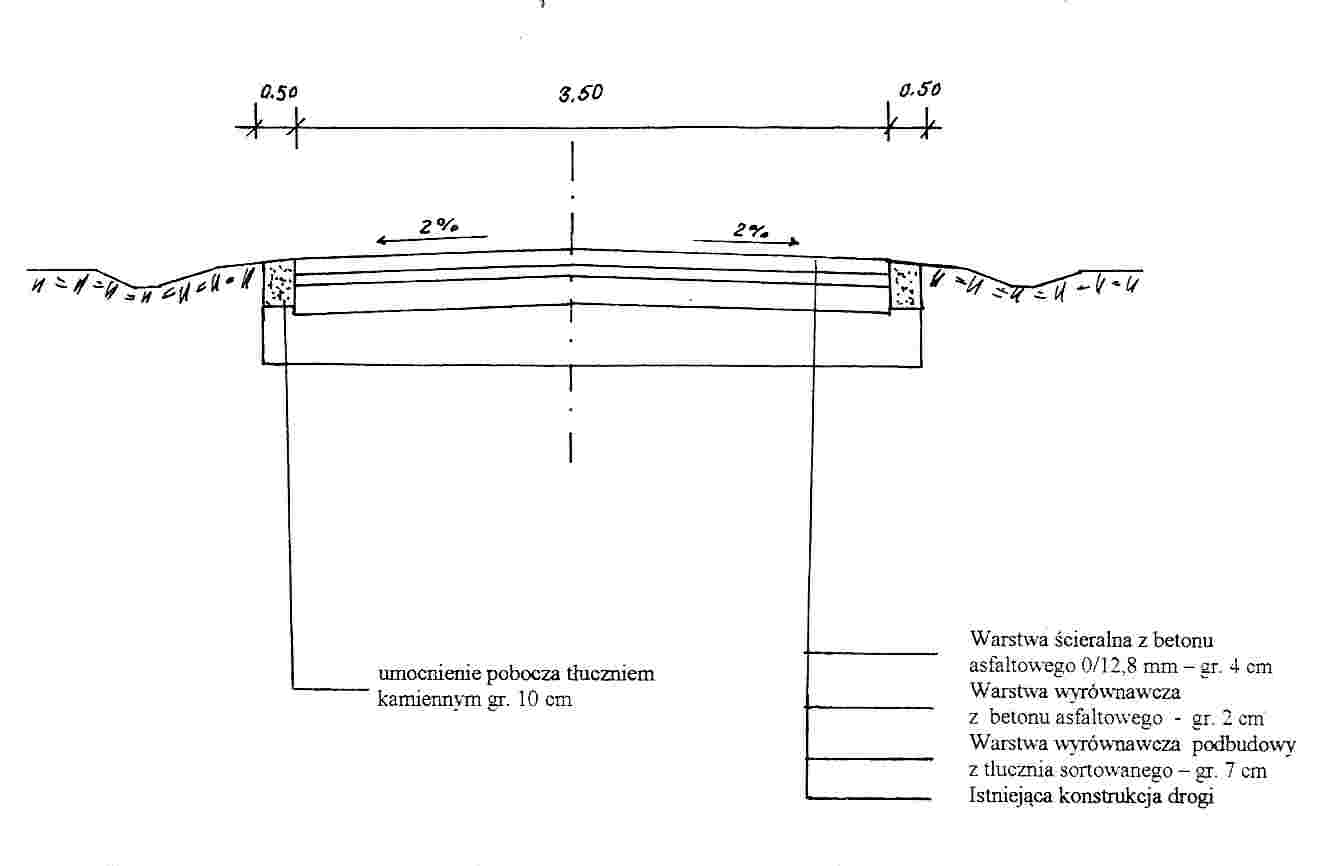 0.50 3.50 0.50
2% 2%
Warstwa ścieralna z betonu
asfaltowego 0/12,8 mm – gr. 4 cm
umocnienie pobocza tłuczniem
kamiennym gr. 10 cm
Warstwa wyrównawcza
z betonu asfaltowego - gr. 2 cm
Warstwa wyrównawcza podbudowy
z tłucznia sortowanego – gr. 7 cm
Istniejąca konstrukcja drogi